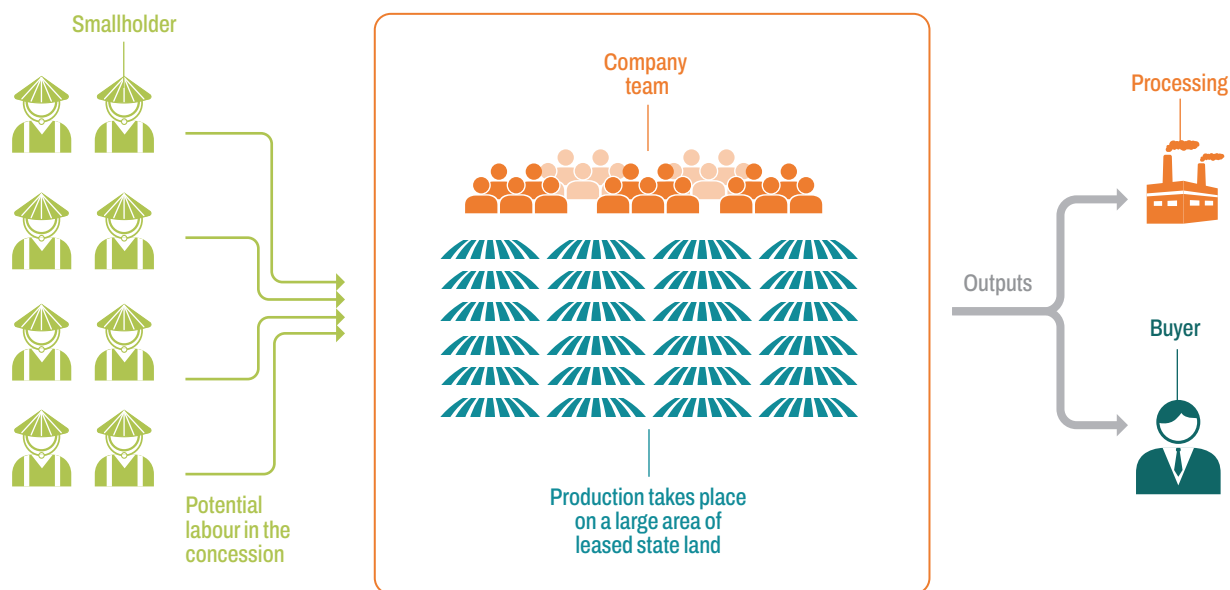 Smallholder
Potential
labour in the
concession
Company
team
Production takes place
on a large area of
leased state land
Outputs
Processing
Buyer